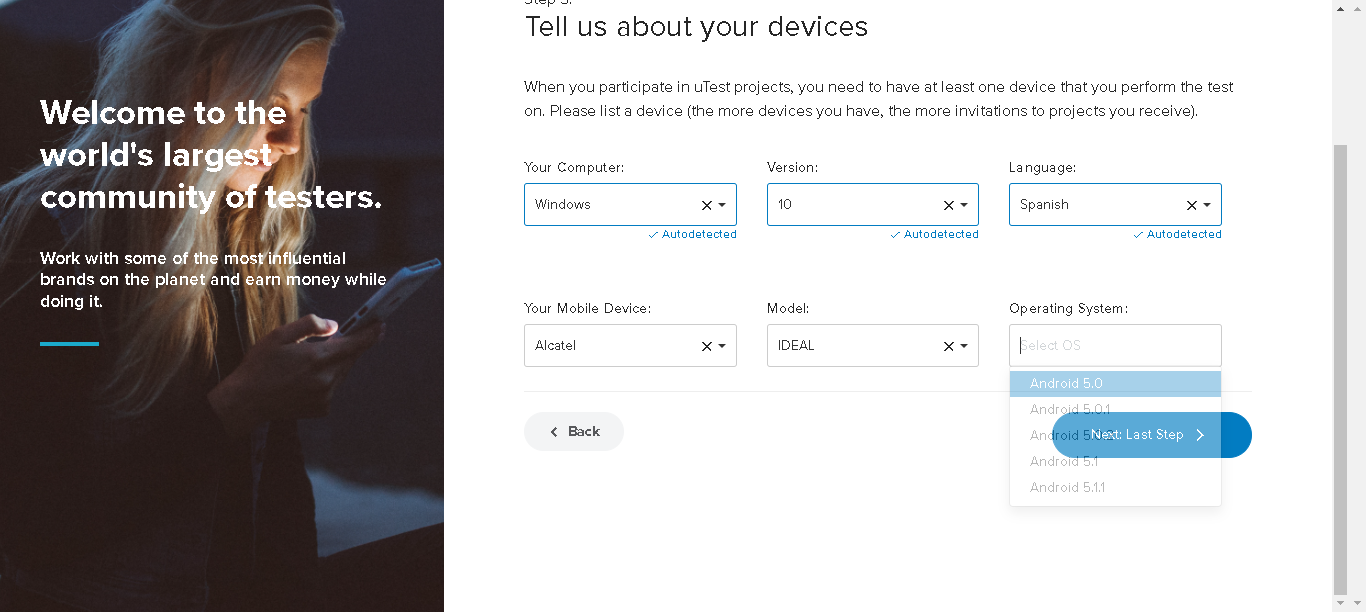 Welcome to the
world's largest
community of testers.
Work with some of the most influential
brands on the planet and earn money while
doing it.
Step 3:
Tell us about your devices
When you participate in uTest projects, you need to have at least one device that you perform the test
on. Please list a device (the more devices you have, the more invitations to projects you receive).
Your Computer: Version: Language:
Windows 10 Spanish
Autodetected Autodetected Autodetected
Your Mobile Device: Model: Operating System:
Alcatel IDEAL Select OS
Android 5.0
Android 5.0.1
Back Android 5.0.2 Next: Last Step
Android 5.1
Android 5.1.1